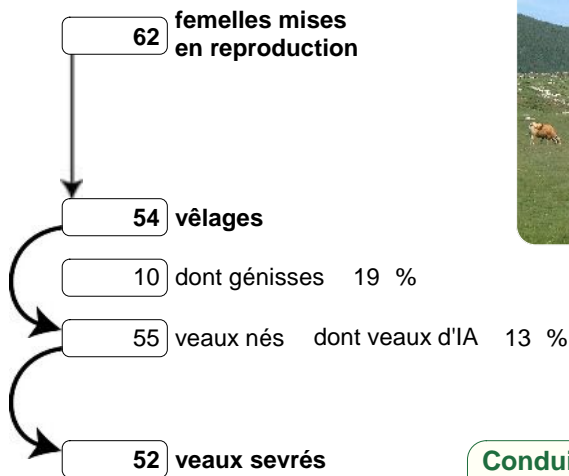 62 femelles mises
en reproduction
54 vêlages
10 dont génisses 19 %
55 veaux nés dont veaux d'IA 13 %
52 veaux sevrés